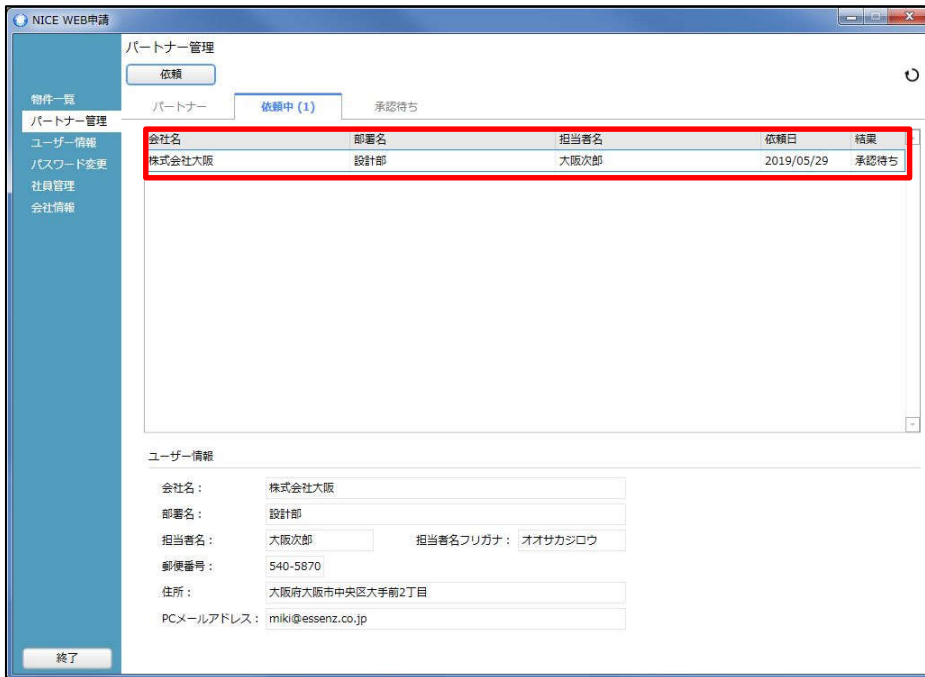 NICE WEB申請
パートナー管理
依頼
物件一覧
パートナー管理
ユーザー情報
パスワード変更
社員管理
会社情報
パートナー 依頼中 (1) 承認待ち
会社名 部署名 担当者名 依頼日 結果
株式会社大阪 設計部 大阪次郎 2019/05/29 承認待ち
ユーザー情報
会社名： 株式会社大阪
部署名： 設計部
担当者名： 大阪次郎 担当者名フリガナ： オオサカジロウ
郵便番号： 540-5870
住所： 大阪府大阪市中央区大手前2丁目
PCメールアドレス： miki@essenz.co.jp
終了